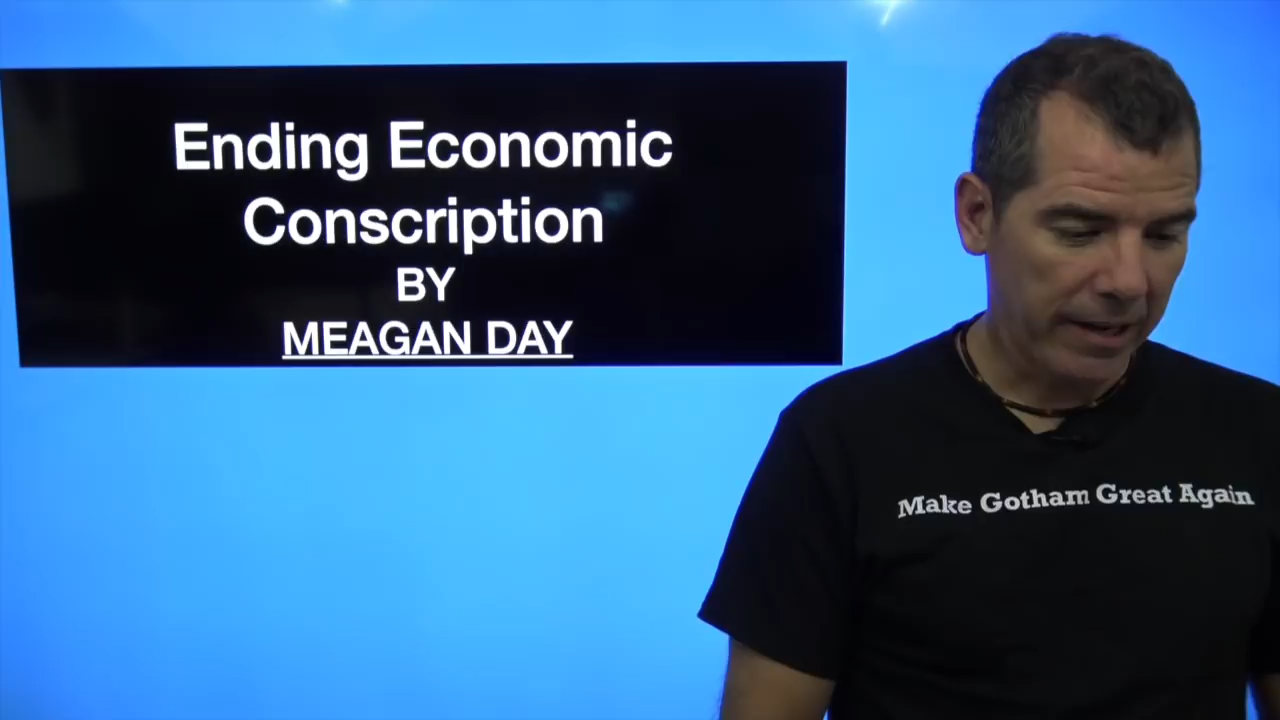 Ending Economic
Conscription
BY
MEAGAN DAY
Make Gotham Great Again